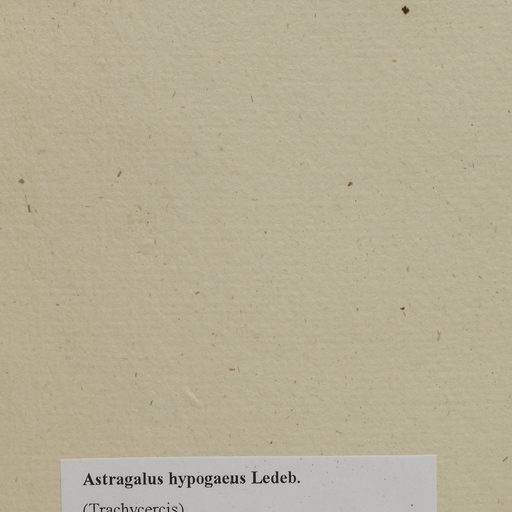 Astragalus hypogaeus Ledeb.
(Trachycercis)